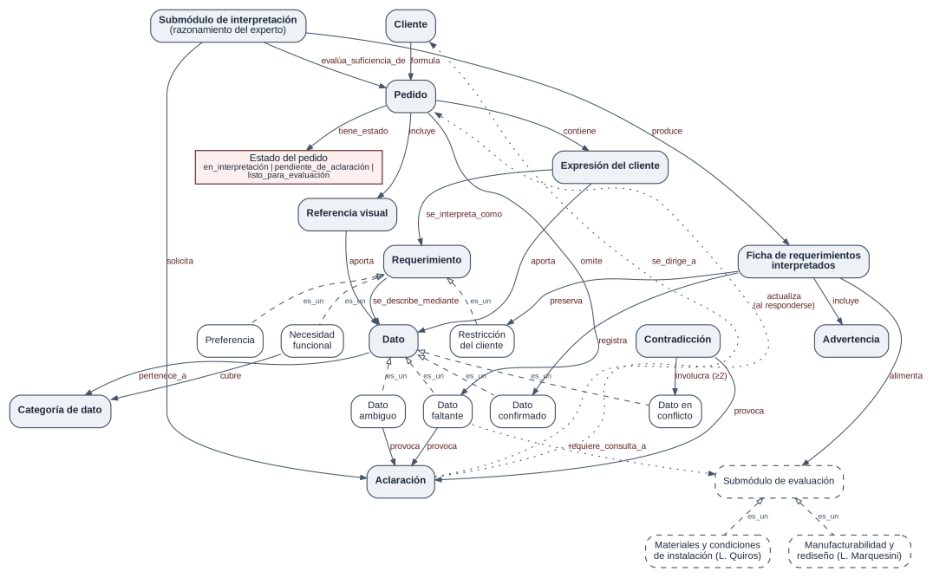 Submódulo de interpretación
(razonamiento del experto)
Cliente
evalúa_suficiencia_de
formula
Pedido
tiene_estado
incluye
contiene
produce
Estado del pedido
en_interpretación | pendiente_de_aclaración |
listo_para_evaluación
Expresión del cliente
Referencia visual
se_interpreta_como
solicita
aporta
Requerimiento
aporta
omite
se_dirige_a
Ficha de requerimientos
interpretados
es_un
es_un
se_describe_mediante
es_un
preserva
actualiza
(al responderse)
incluye
Preferencia
Necesidad
funcional
Dato
Restricción
del cliente
registra
Contradicción
Advertencia
pertenece_a
cubre
es_un
es_un
es_un
es_un
involucra (≥2)
alimenta
Categoría de dato
Dato
ambiguo
Dato
faltante
Dato
confirmado
Dato en
conflicto
provoca
provoca
provoca
requiere_consulta_a
Aclaración
Submódulo de evaluación
es_un
es_un
Materiales y condiciones
de instalación (L. Quiros)
Manufacturabilidad y
rediseño (L. Marquesini)